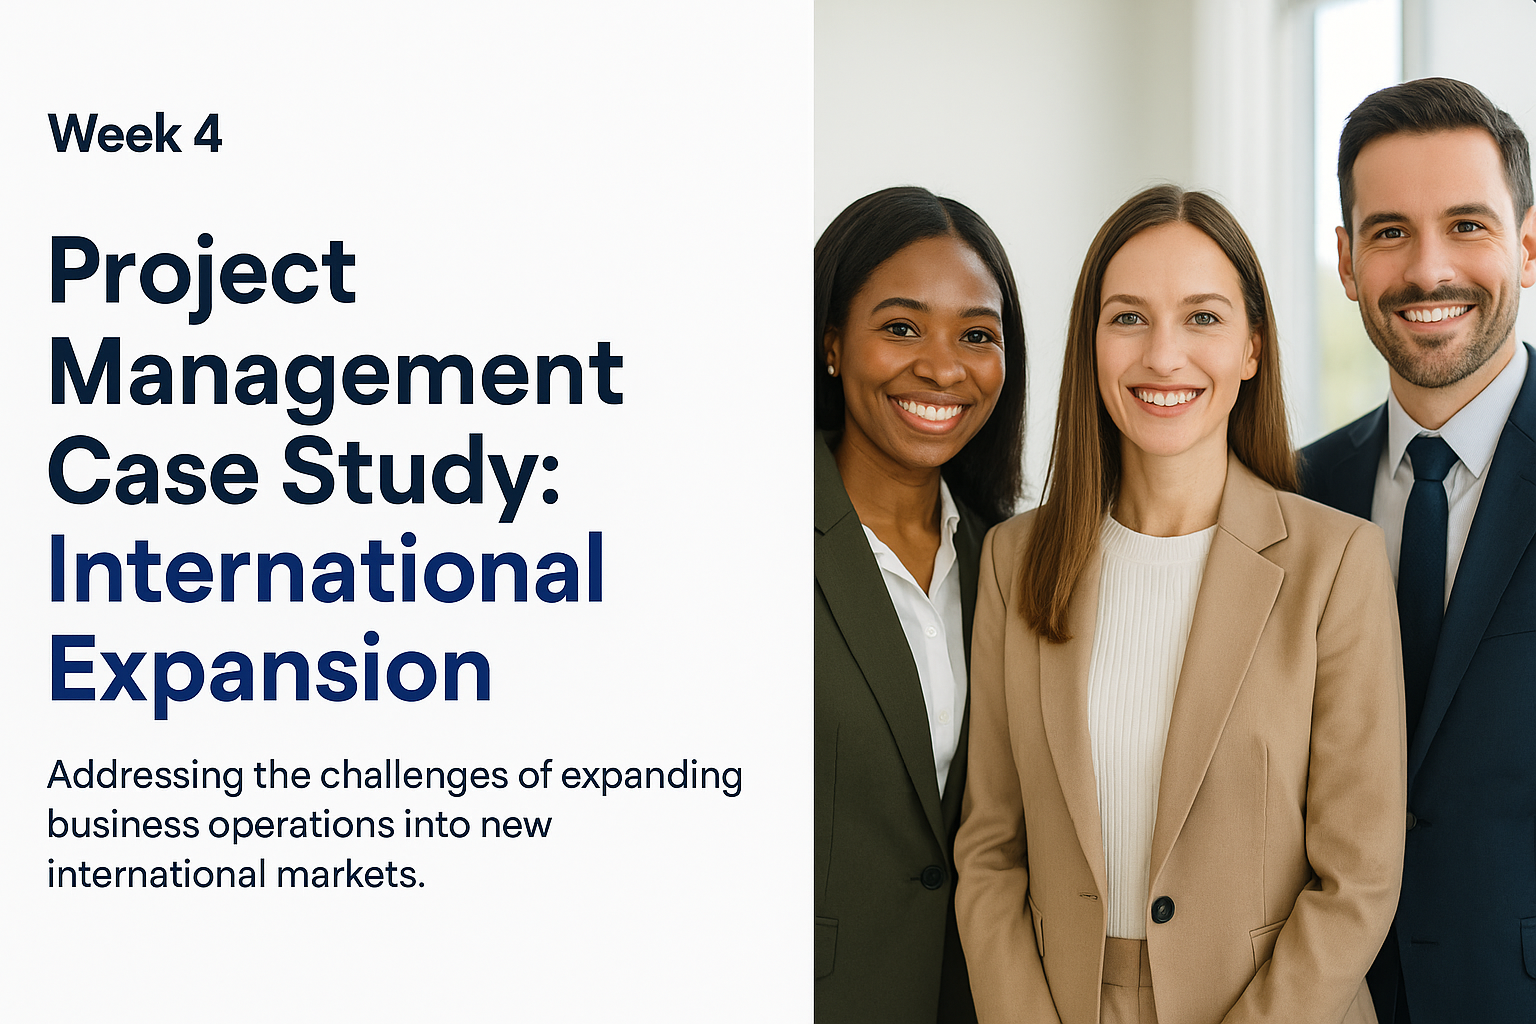 Week 4
Project
Management
Case Study:
International
Expansion
Addressing the challenges of expanding
business operations into new
international markets.